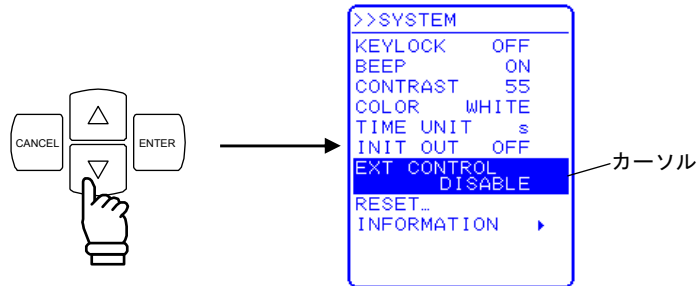 CANCEL
ENTER
>>SYSTEM
KEYLOCK OFF
BEEP ON
CONTRAST 55
COLOR WHITE
TIME UNIT s
INIT OUT OFF
EXT CONTROL
DISABLE
RESET…
INFORMATION
カーソル